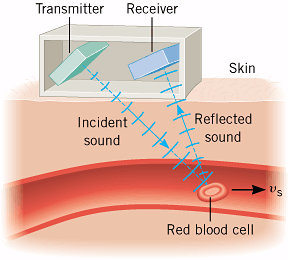 Transmitter
Receiver
Skin
Incident
sound
Reflected
sound
vs
Red blood cell